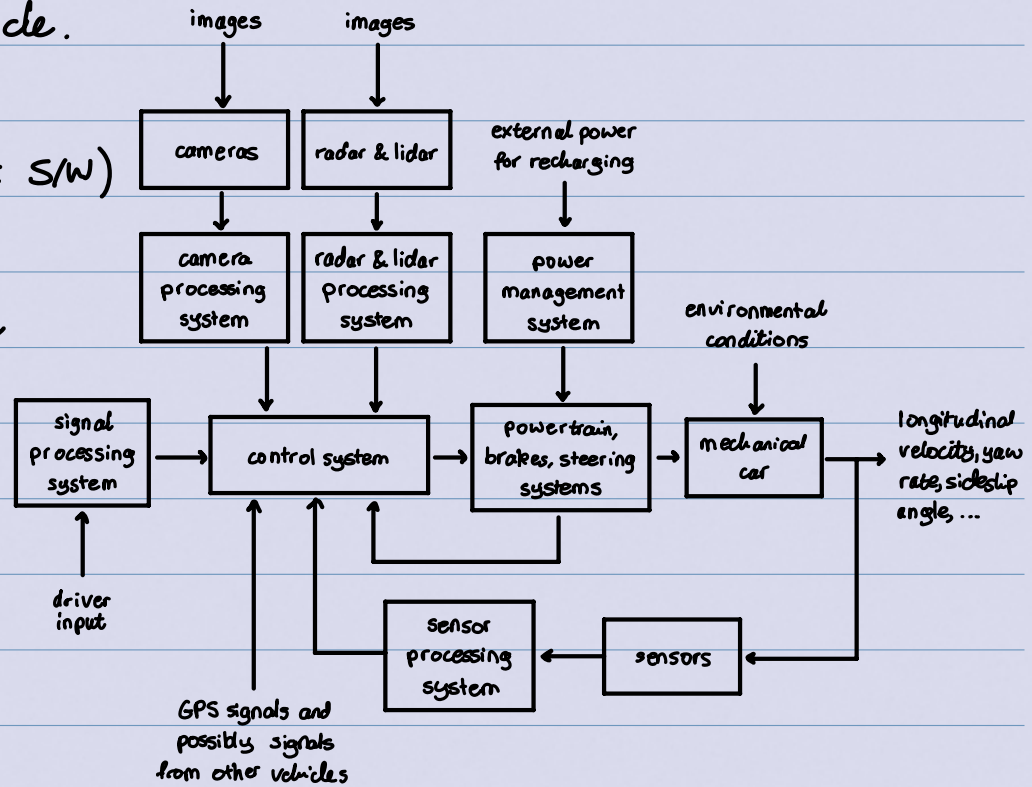 cle.
images
images
cameras
radar & lidar
external power
for recharging
: S/W)
camera
processing
system
radar & lidar
processing
system
power
management
system
environmental
conditions
signal
processing
system
control system
powertrain,
brakes, steering
systems
mechanical
car
longitudinal
velocity, yaw
rate, sideslip
angle, ...
driver
input
sensor
processing
system
sensors
GPS signals and
possibly signals
from other vehicles